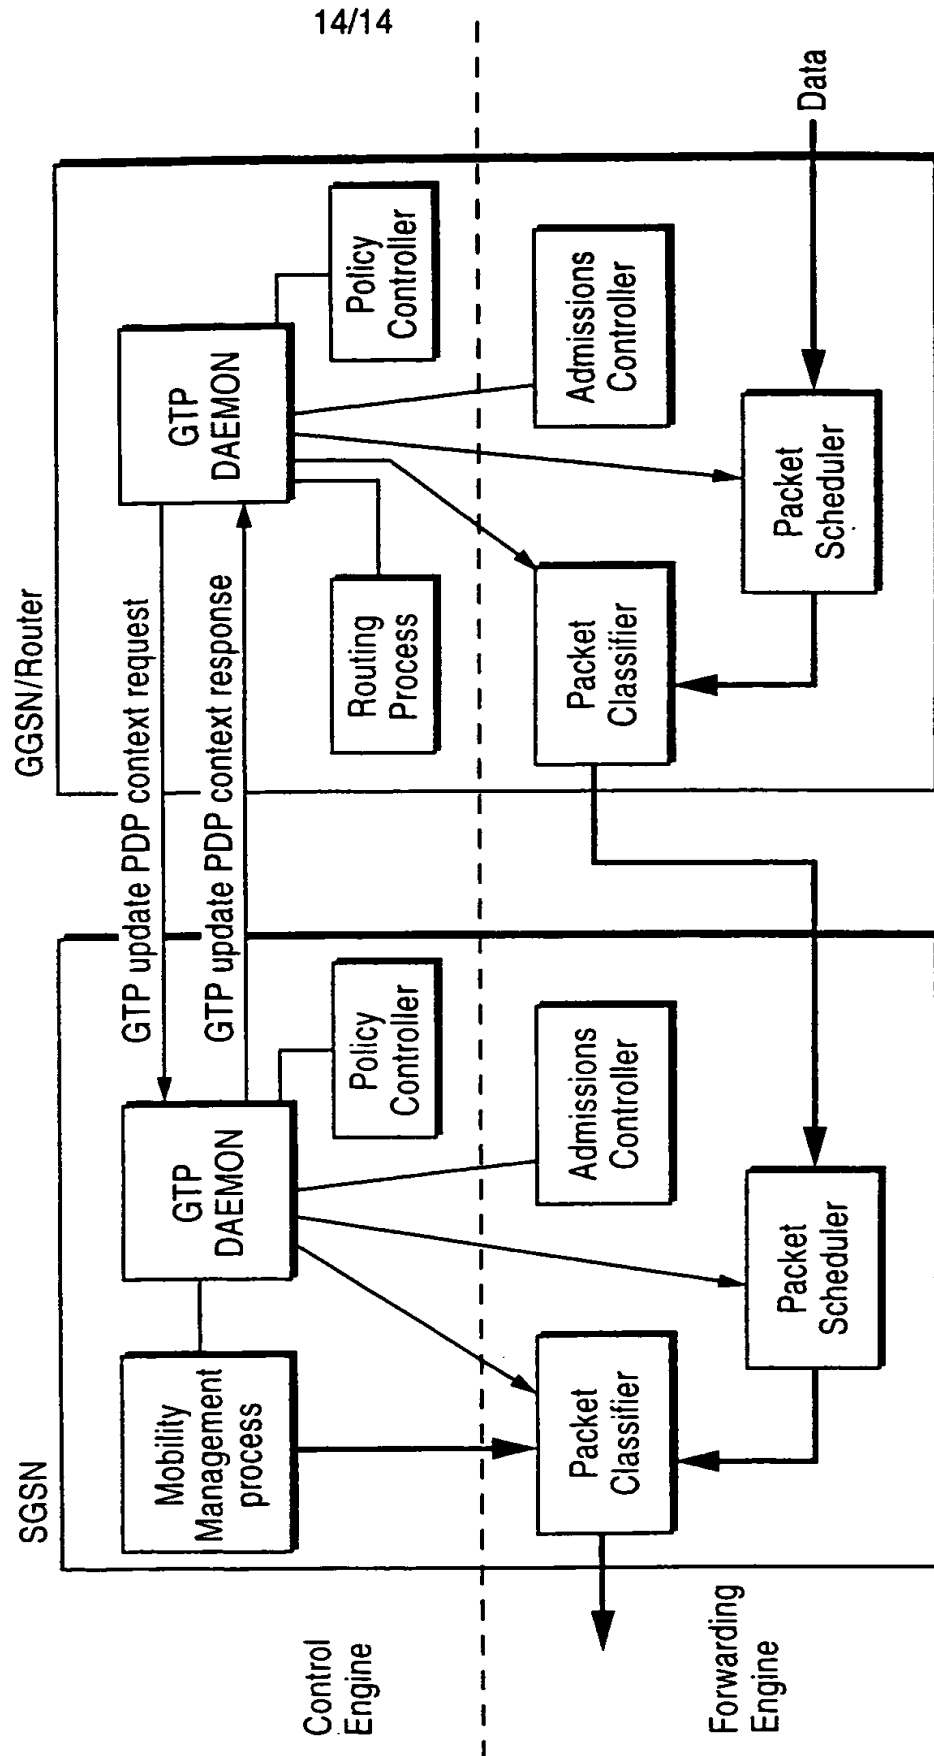 14/14
SGSN
GGSN/Router
GTP update PDP context request
GTP update PDP context response
Control
Engine
Mobility
Management
process
GTP
DAEMON
Policy
Controller
Routing
Process
GTP
DAEMON
Policy
Controller
Forwarding
Engine
Packet
Classifier
Admissions
Controller
Packet
Scheduler
Packet
Classifier
Admissions
Controller
Packet
Scheduler
Data